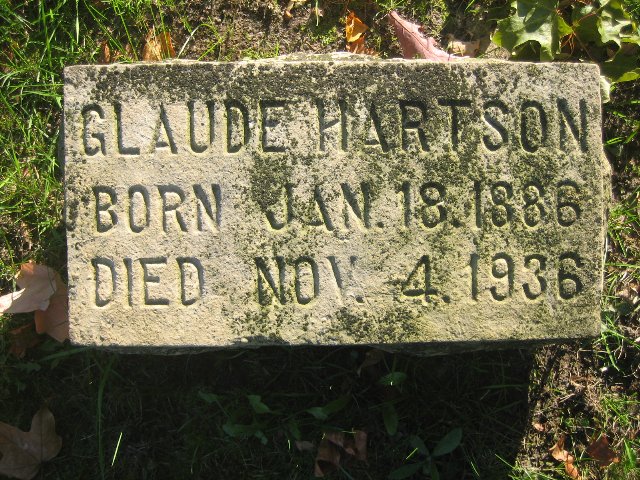 GLAUDE HARTSON
BORN JAN. 18. 1886
DIED NOV. 4. 1936